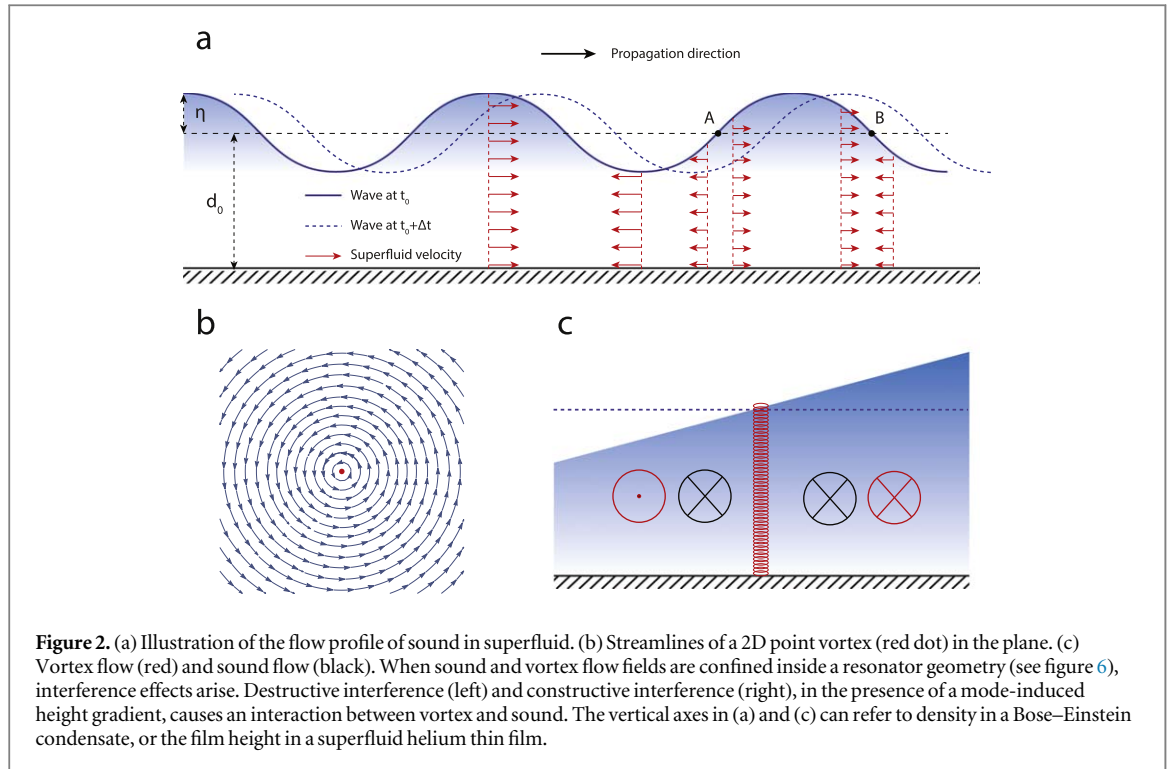 a
Propagation direction
η
A
B
d₀
Wave at t₀
Wave at t₀+Δt
Superfluid velocity
b
c
Figure 2. (a) Illustration of the flow profile of sound in superfluid. (b) Streamlines of a 2D point vortex (red dot) in the plane. (c)
Vortex flow (red) and sound flow (black). When sound and vortex flow fields are confined inside a resonator geometry (see figure 6),
interference effects arise. Destructive interference (left) and constructive interference (right), in the presence of a mode-induced
height gradient, causes an interaction between vortex and sound. The vertical axes in (a) and (c) can refer to density in a Bose–Einstein
condensate, or the film height in a superfluid helium thin film.